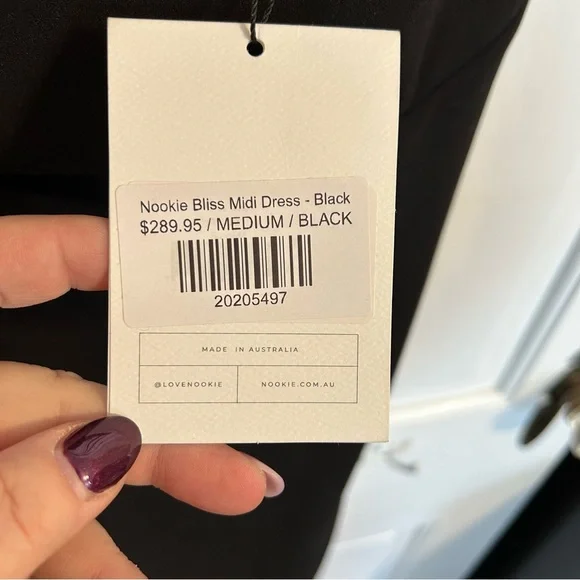 Nookie Bliss Midi Dress - Black
$289.95 / MEDIUM / BLACK
20205497
MADE IN AUSTRALIA
@LOVENOOKIE
NOOKIE.COM.AU